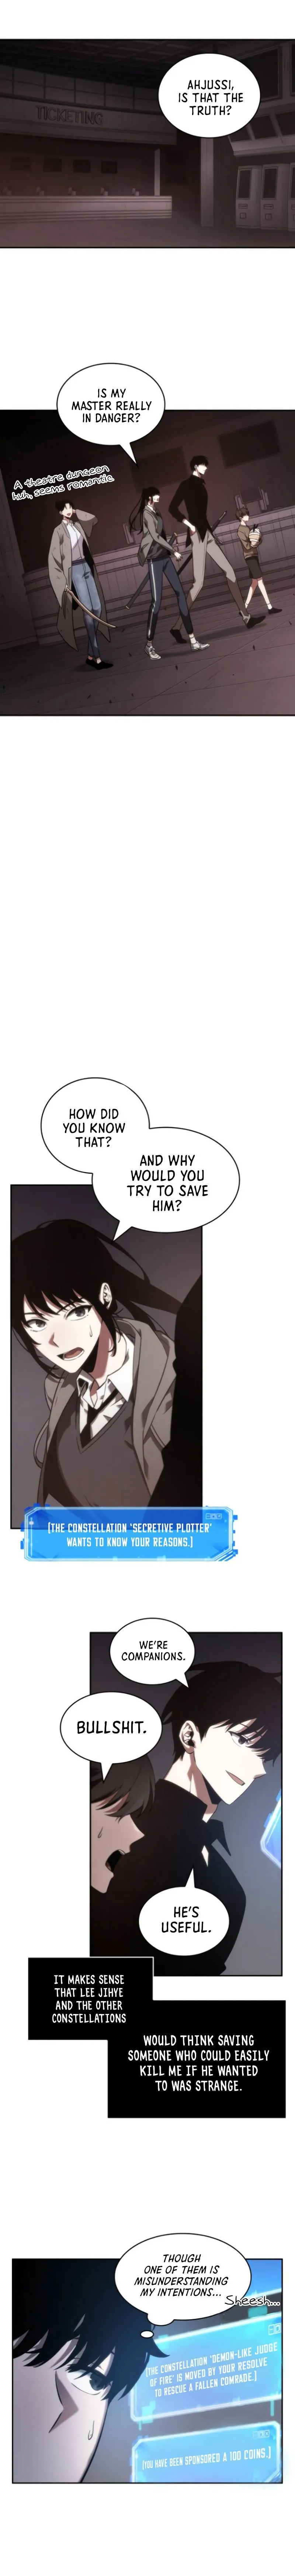 AHJUSSI,
IS THAT THE
TRUTH?
TICKETING
IS MY
MASTER REALLY
IN DANGER?
A theatre dungeon
huh, seems romantic.
HOW DID
YOU KNOW
THAT?
AND WHY
WOULD YOU
TRY TO SAVE
HIM?
[THE CONSTELLATION 'SECRETIVE PLOTTER'
WANTS TO KNOW YOUR REASONS.]
WE'RE
COMPANIONS.
BULLSHIT.
HE'S
USEFUL.
IT MAKES SENSE
THAT LEE JIHYE
AND THE OTHER
CONSTELLATIONS
WOULD THINK SAVING
SOMEONE WHO COULD EASILY
KILL ME IF HE WANTED
TO WAS STRANGE.
THOUGH
ONE OF THEM IS
MISUNDERSTANDING
MY INTENTIONS...
Sheesh...
[THE CONSTELLATION 'DEMON-LIKE JUDGE
OF FIRE' IS MOVED BY YOUR RESOLVE
TO RESCUE A FALLEN COMRADE.]
[YOU HAVE BEEN SPONSORED A 100 COINS.]